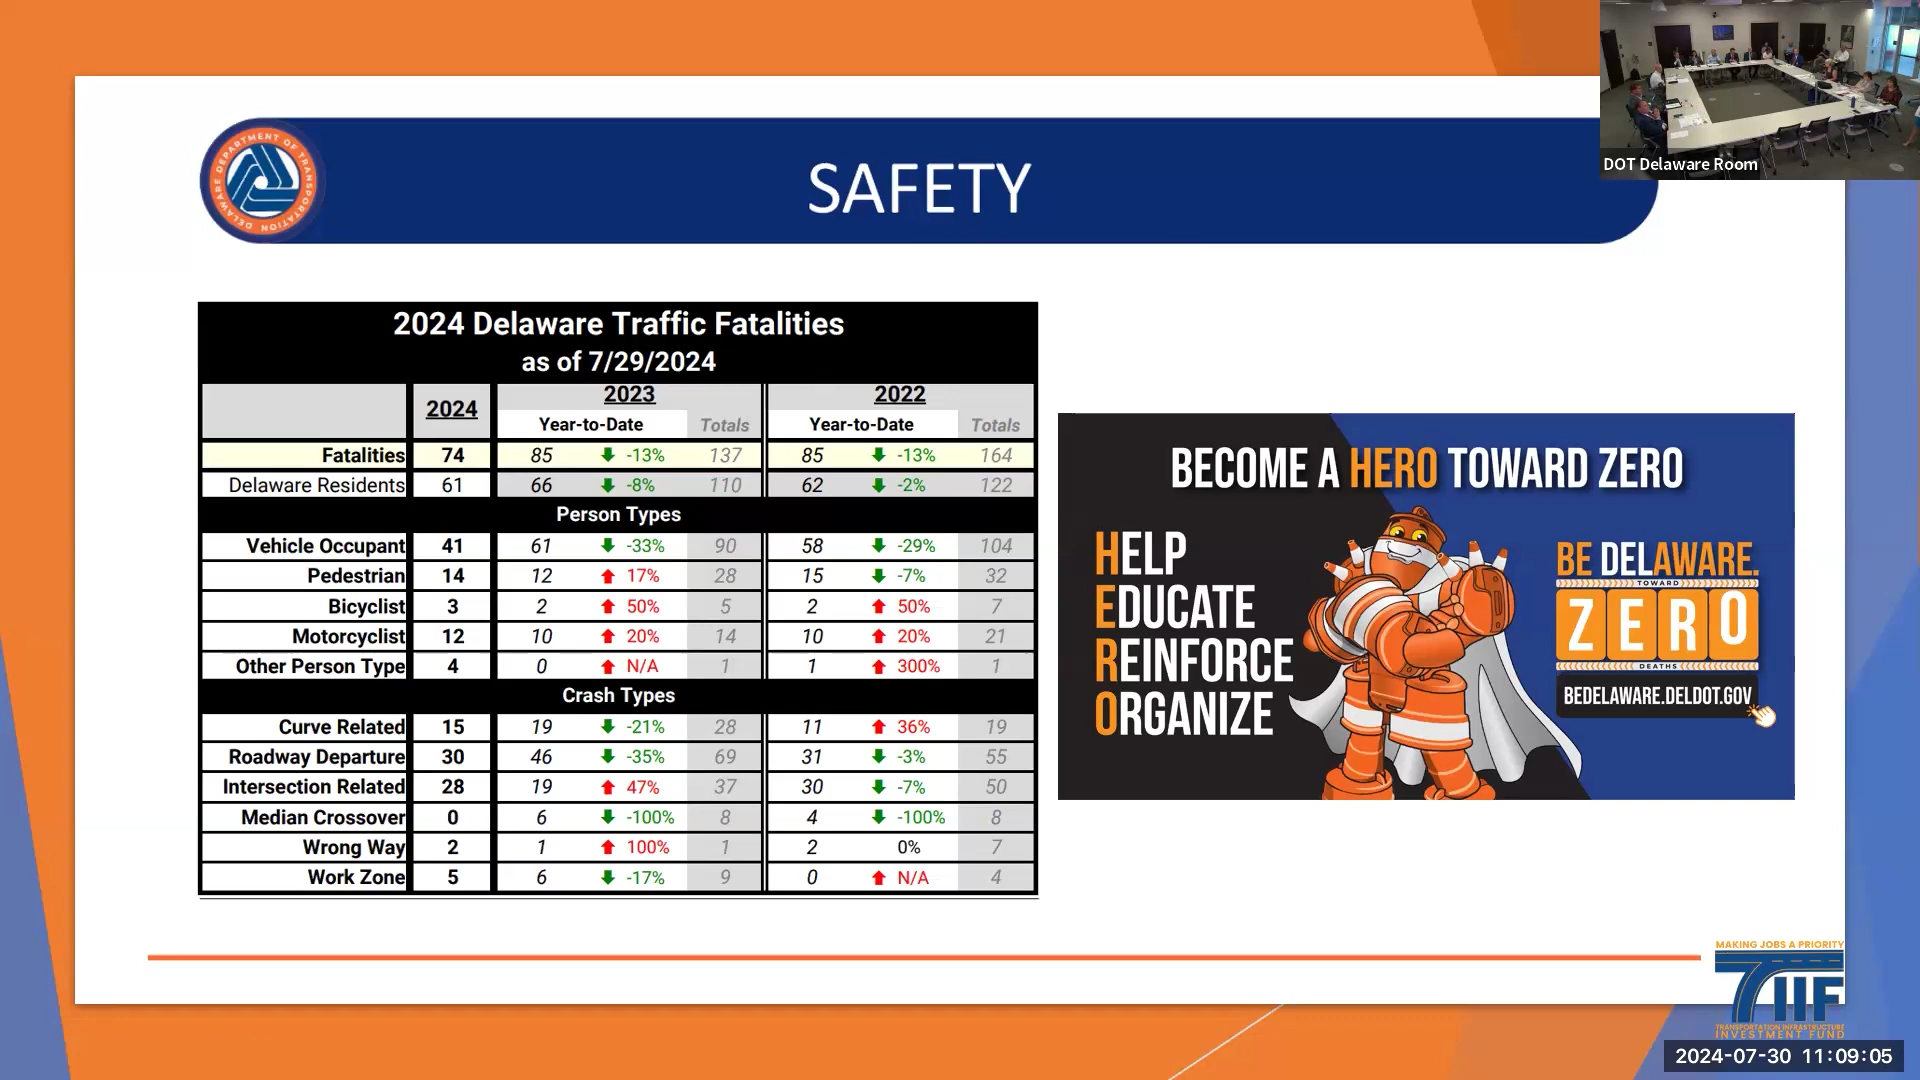 DELAWARE DEPARTMENT OF TRANSPORTATION
SAFETY
DOT Delaware Room
2024 Delaware Traffic Fatalities
as of 7/29/2024
2024 2023 2022
Year-to-Date Totals Year-to-Date Totals
Fatalities 74 85 -13% 137 85 -13% 164
Delaware Residents 61 66 -8% 110 62 -2% 122
Person Types
Vehicle Occupant 41 61 -33% 90 58 -29% 104
Pedestrian 14 12 17% 28 15 -7% 32
Bicyclist 3 2 50% 5 2 50% 7
Motorcyclist 12 10 20% 14 10 20% 21
Other Person Type 4 0 N/A 1 1 300% 1
Crash Types
Curve Related 15 19 -21% 28 11 36% 19
Roadway Departure 30 46 -35% 69 31 -3% 55
Intersection Related 28 19 47% 37 30 -7% 50
Median Crossover 0 6 -100% 8 4 -100% 8
Wrong Way 2 1 100% 1 2 0% 7
Work Zone 5 6 -17% 9 0 N/A 4
BECOME A HERO TOWARD ZERO
HELP
EDUCATE
REINFORCE
ORGANIZE
BE DELAWARE.
TOWARD
ZERO
DEATHS
BEDELAWARE.DELDOT.GOV
MAKING JOBS A PRIORITY
TIIF
TRANSPORTATION INFRASTRUCTURE
INVESTMENT FUND
2024-07-30 11:09:05